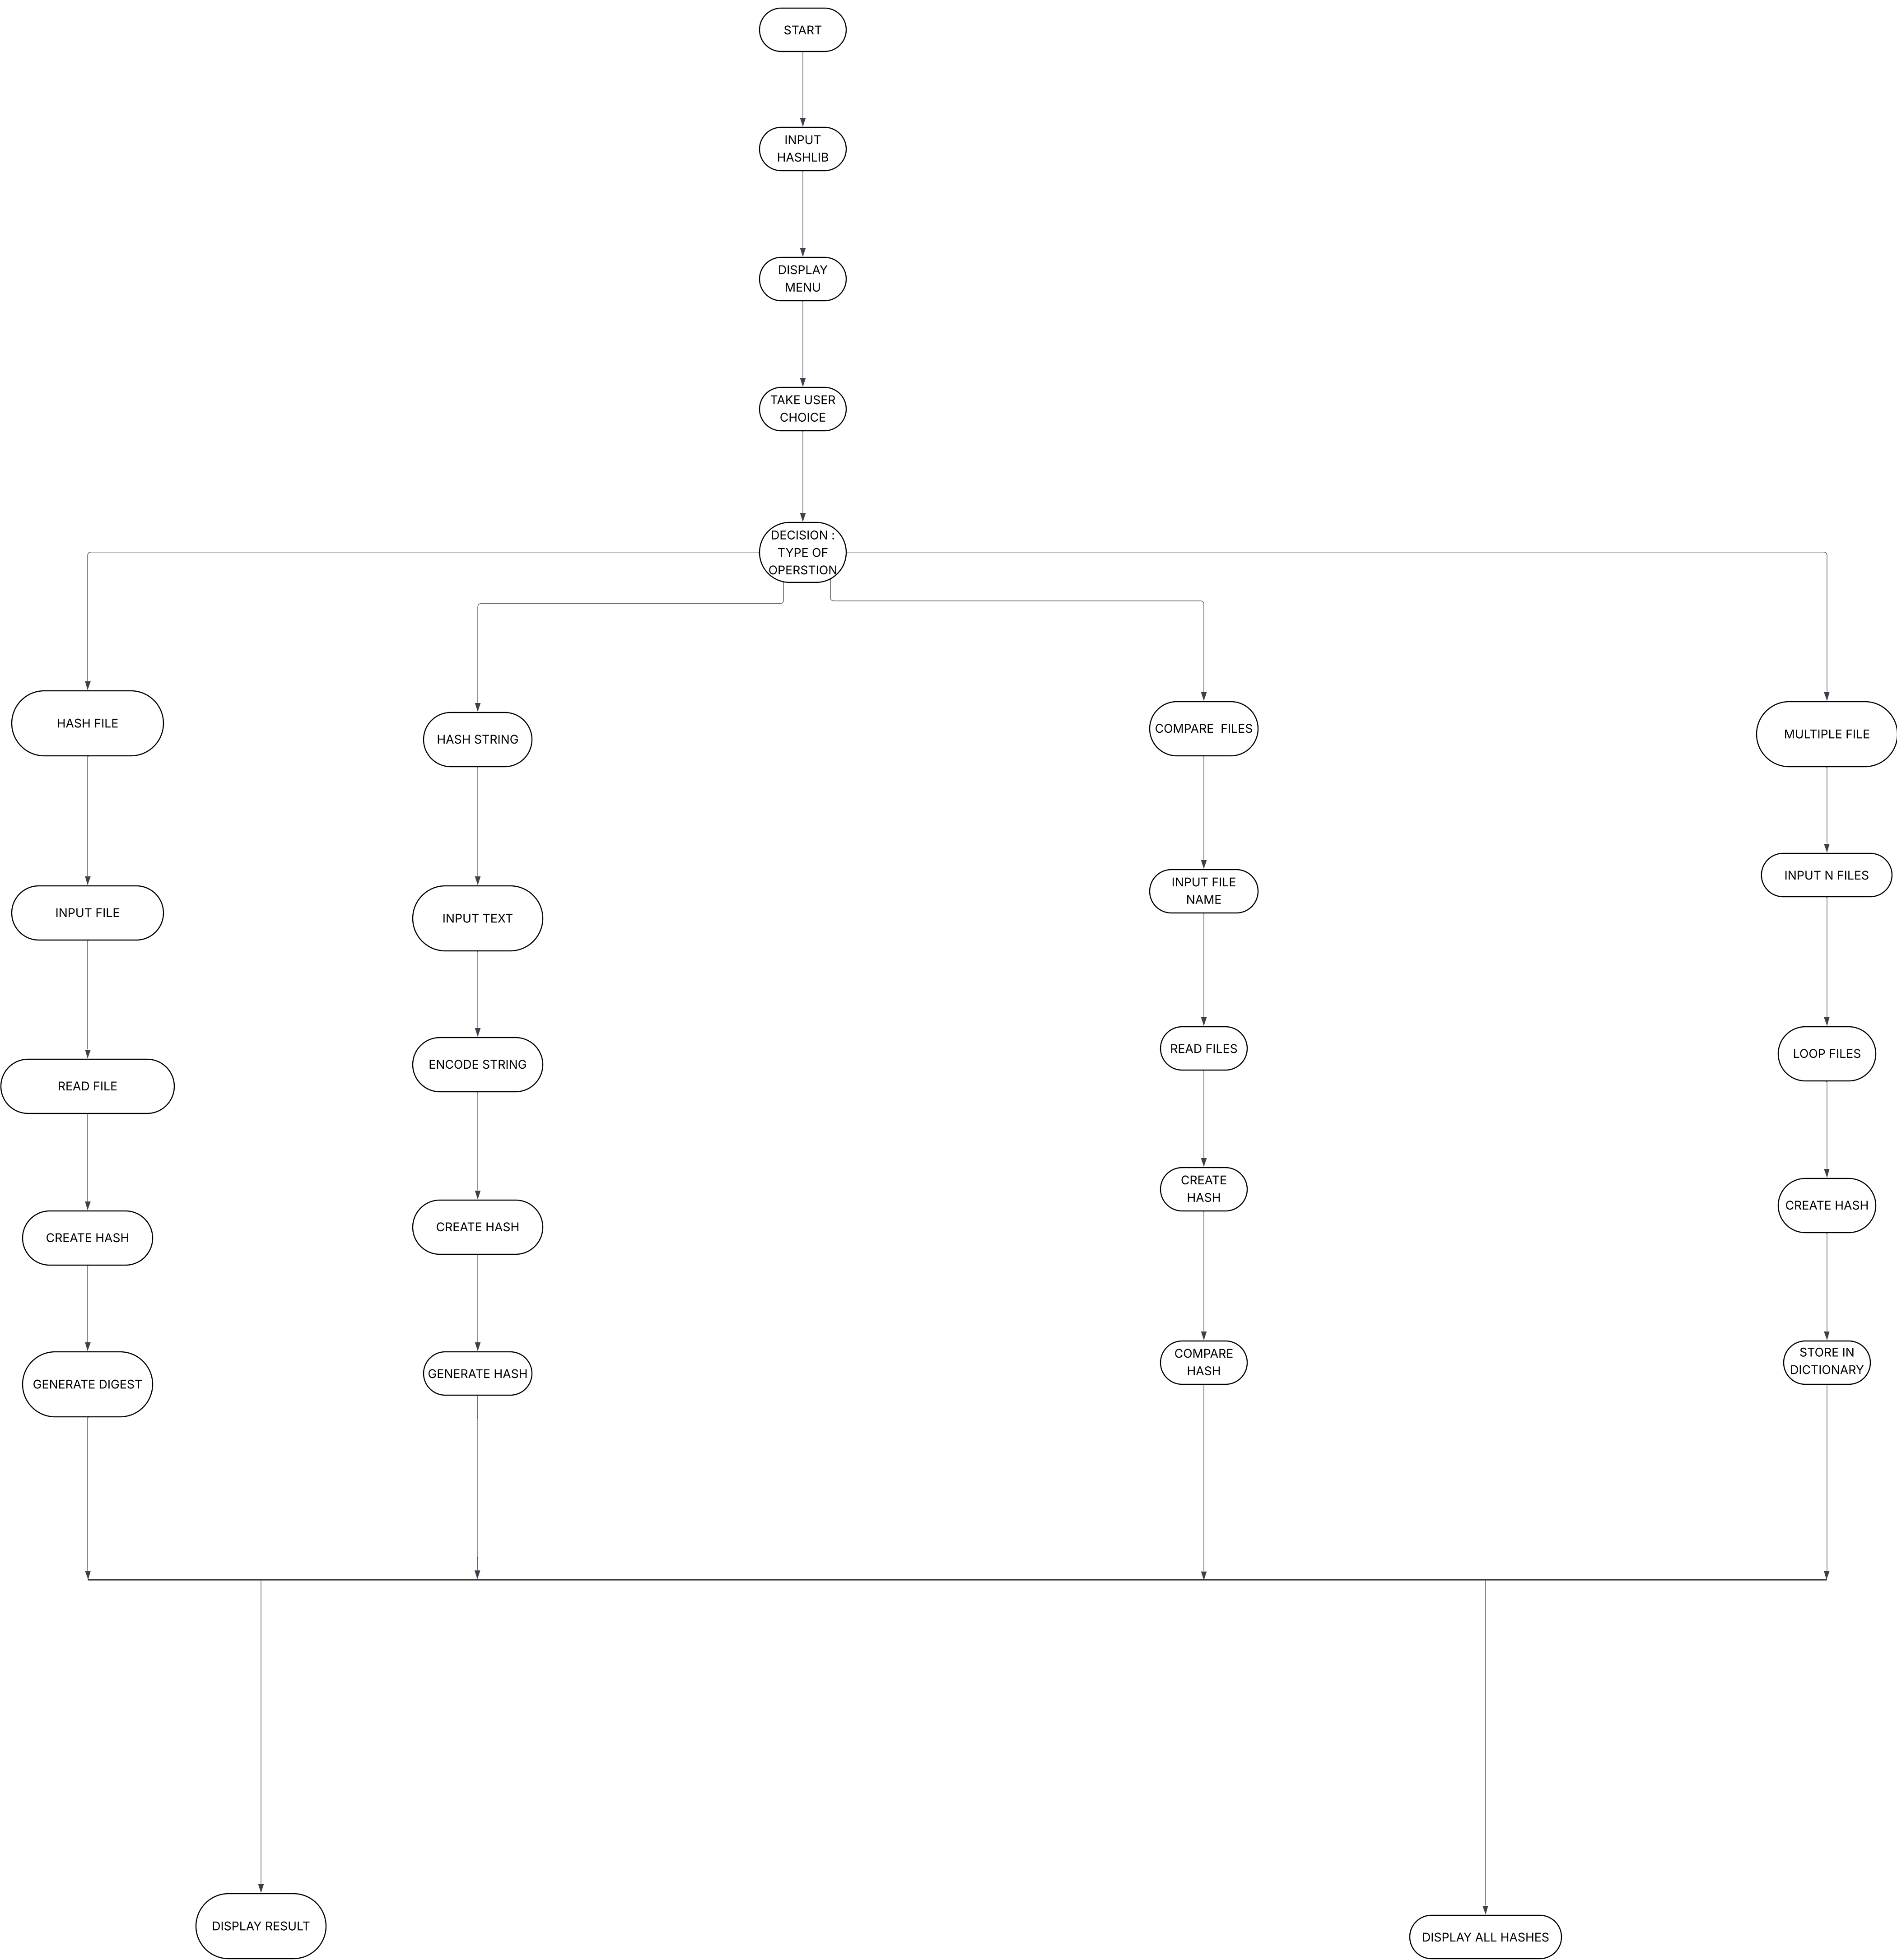 START
INPUT
HASHLIB
DISPLAY
MENU
TAKE USER
CHOICE
DECISION :
TYPE OF
OPERSTION
HASH FILE
INPUT FILE
READ FILE
CREATE HASH
GENERATE DIGEST
HASH STRING
INPUT TEXT
ENCODE STRING
CREATE HASH
GENERATE HASH
COMPARE  FILES
INPUT FILE
NAME
READ FILES
CREATE
HASH
COMPARE
HASH
MULTIPLE FILE
INPUT N FILES
LOOP FILES
CREATE HASH
STORE IN
DICTIONARY
DISPLAY RESULT
DISPLAY ALL HASHES